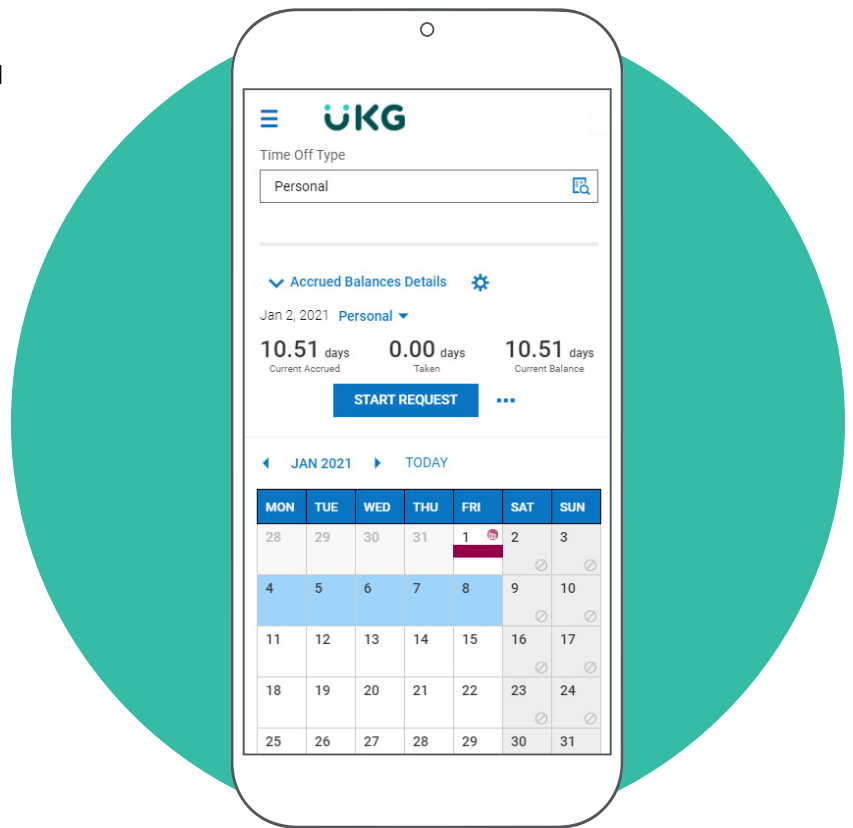 ÜKG
Time Off Type
Personal
Accrued Balances Details
Jan 2, 2021 Personal
10.51 days 0.00 days 10.51 days
Current Accrued Taken Current Balance
START REQUEST
JAN 2021 TODAY
MON TUE WED THU FRI SAT SUN
28 29 30 31 1 2 3
4 5 6 7 8 9 10
11 12 13 14 15 16 17
18 19 20 21 22 23 24
25 26 27 28 29 30 31